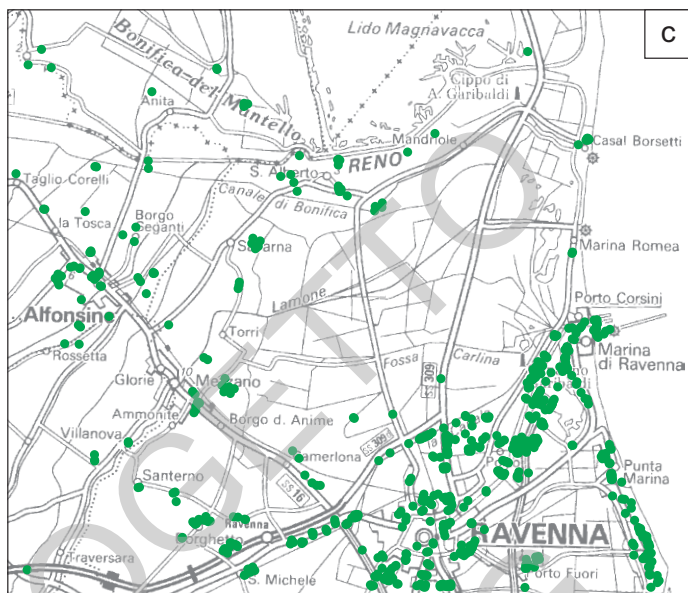 C
Lido Magnavacca
Bonifica del Mantello
2
Cippo di
A. Garibaldi
Anita
Mandriole
Casal Borsetti
RENO
S. Alberto
Taglio Corelli
Canale di Bonifica
la Tosca
Borgo
Seganti
Savarna
Marina Romea
Lamone
Porto Corsini
Alfonsine
Torri
Fossa
Carlina
Marina
di Ravenna
Rossetta
Glorie
10
Mezzano
SS 309
Ammonite
Borgo d. Anime
Villanova
SS 309
Camerlona
Punta
Marina
Santerno
SS 16
Ravenna
RAVENNA
Borghetto
Traversara
S. Michele
Porto Fuori
OGGETTO